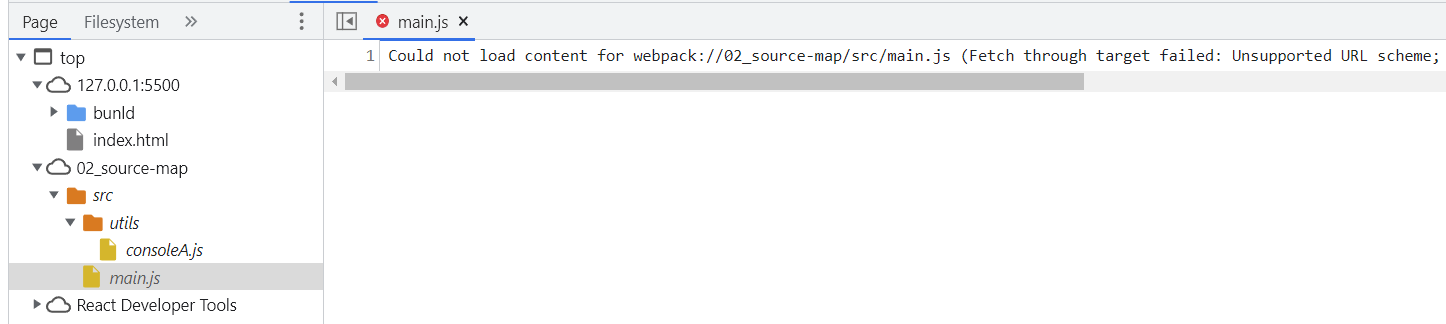 Page Filesystem »
main.js ×
top
127.0.0.1:5500
bunld
index.html
02_source-map
src
utils
consoleA.js
main.js
React Developer Tools
1 Could not load content for webpack://02_source-map/src/main.js (Fetch through target failed: Unsupported URL scheme;